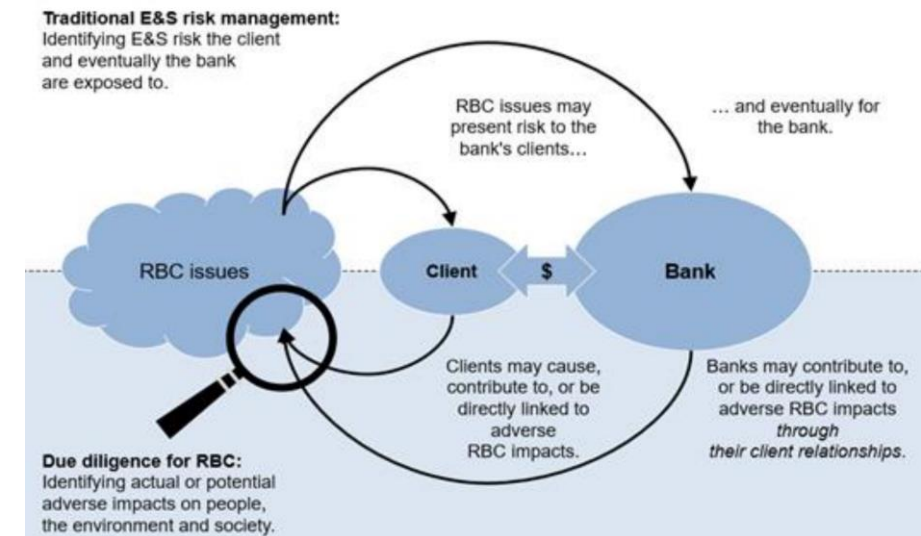 Traditional E&S risk management:
Identifying E&S risk the client
and eventually the bank
are exposed to.
RBC issues may
present risk to the
bank's clients...
... and eventually for
the bank.
RBC issues
Client
$
Bank
Clients may cause,
contribute to, or be
directly linked to
adverse
RBC impacts.
Banks may contribute to,
or be directly linked to
adverse RBC impacts
through
their client relationships.
Due diligence for RBC:
Identifying actual or potential
adverse impacts on people,
the environment and society.